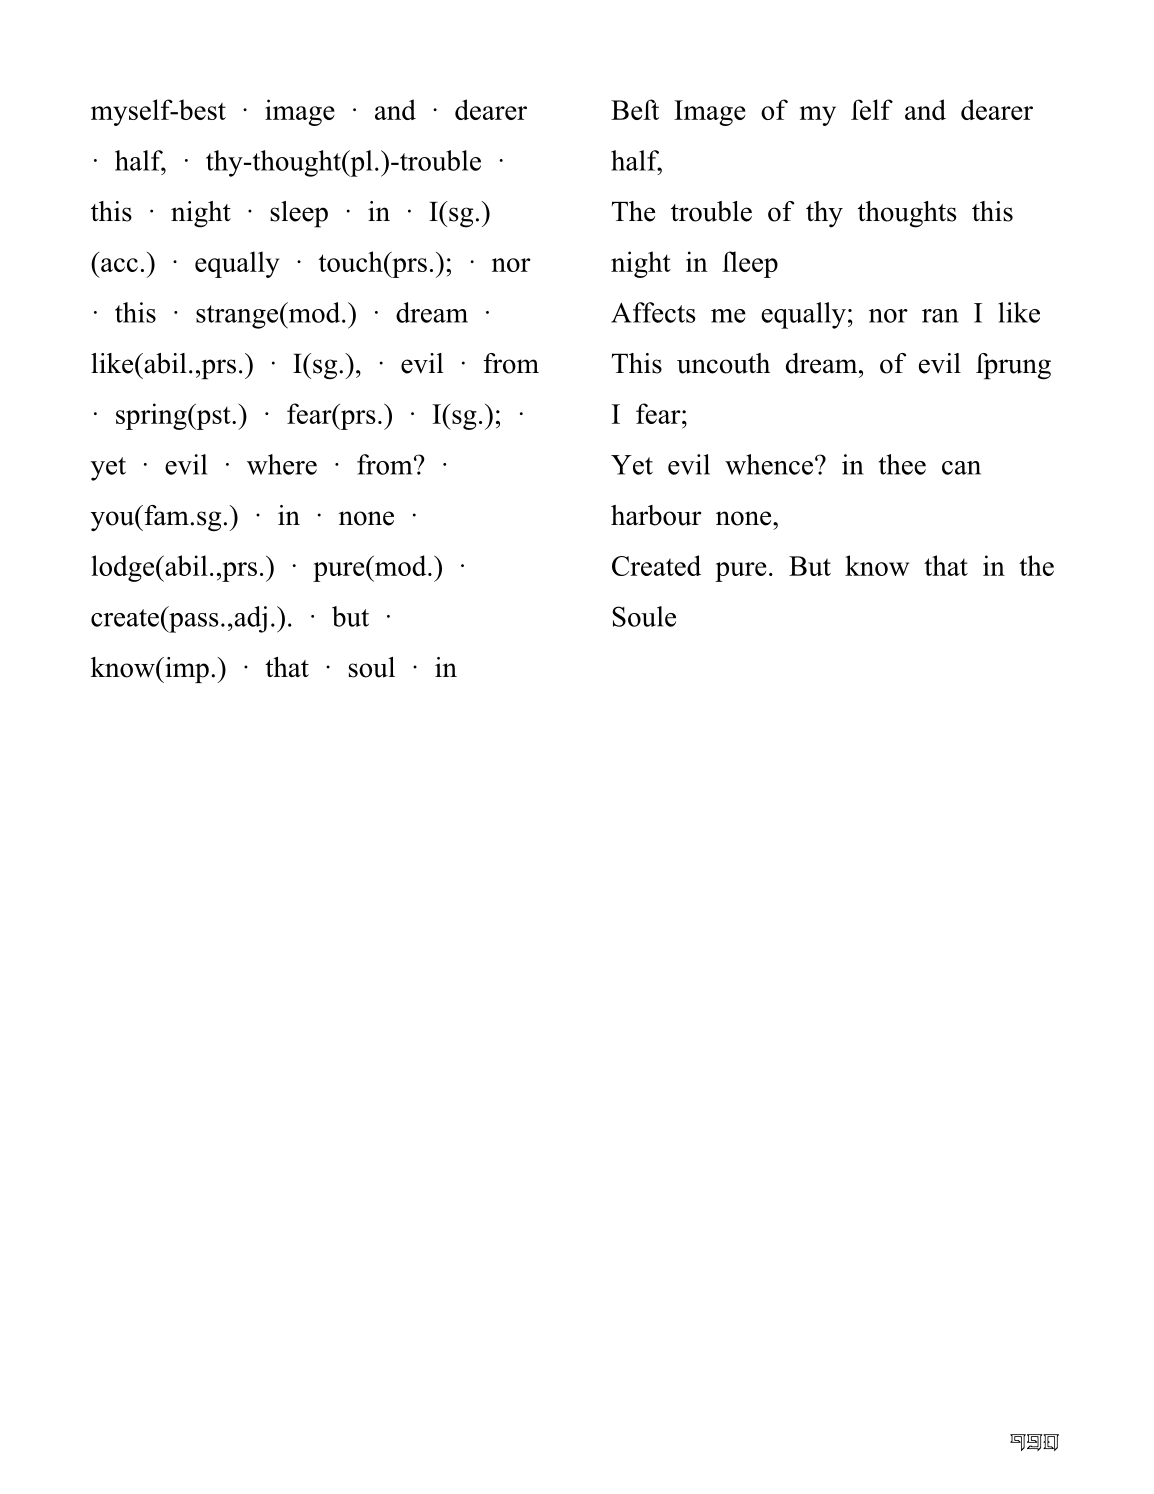 myself-best · image · and · dearer
· half, · thy-thought(pl.)-trouble ·
this · night · sleep · in · I(sg.)
(acc.) · equally · touch(prs.); · nor
· this · strange(mod.) · dream ·
like(abil.,prs.) · I(sg.), · evil · from
· spring(pst.) · fear(prs.) · I(sg.); ·
yet · evil · where · from? ·
you(fam.sg.) · in · none ·
lodge(abil.,prs.) · pure(mod.) ·
create(pass.,adj.). · but ·
know(imp.) · that · soul · in
Beſt Image of my ſelf and dearer
half,
The trouble of thy thoughts this
night in ſleep
Affects me equally; nor ran I like
This uncouth dream, of evil ſprung
I fear;
Yet evil whence? in thee can
harbour none,
Created pure. But know that in the
Soule